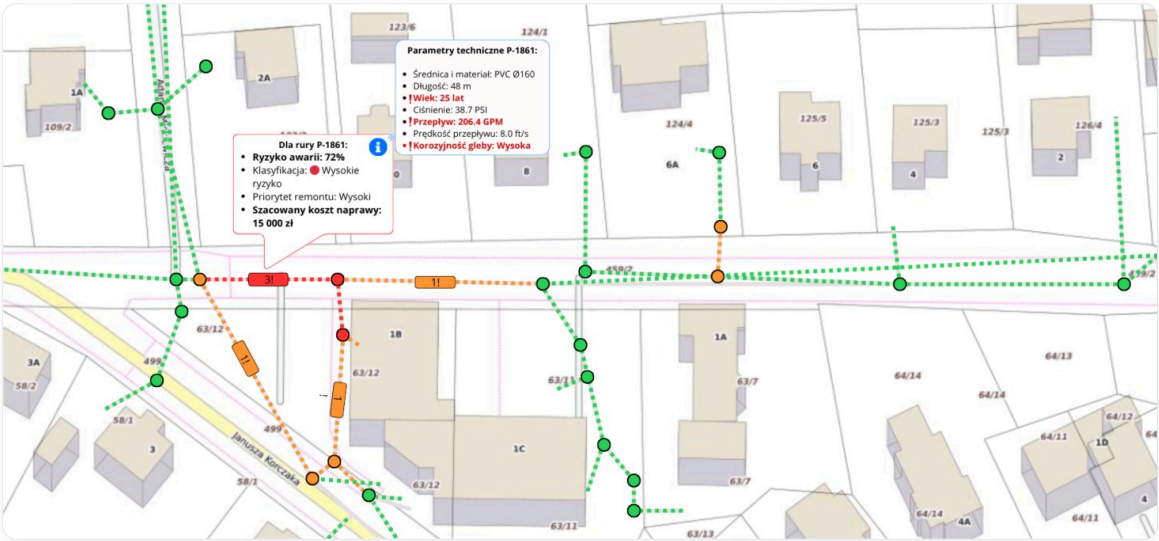 123/6
124/1
Parametry techniczne P-1861:
Średnica i materiał: PVC Ø160
Długość: 48 m
❗Wiek: 25 lat
Ciśnienie: 38.7 PSI
❗Przepływ: 206.4 GPM
Prędkość przepływu: 8.0 ft/s
❗Korozyjność gleby: Wysoka
1A
2A
109/2
124/4
125/5
125/3
125/3
126/4
Dla rury P-1861:
Ryzyko awarii: 72%
Klasyfikacja: 🔴 Wysokie
ryzyko
Priorytet remontu: Wysoki
Szacowany koszt naprawy:
15 000 zł
8
6A
6
4
2
3!
1!
459/2
459/2
63/12
1B
1A
3A
499
58/2
1!
63/12
63/11
63/7
64/13
64/14
64/14
1
!
58/1
499
64/12
3
Janusza Korczaka
1C
64/11
1D
58/1
63/12
63/7
4
63/11
63/13
64/14
4A
64/11